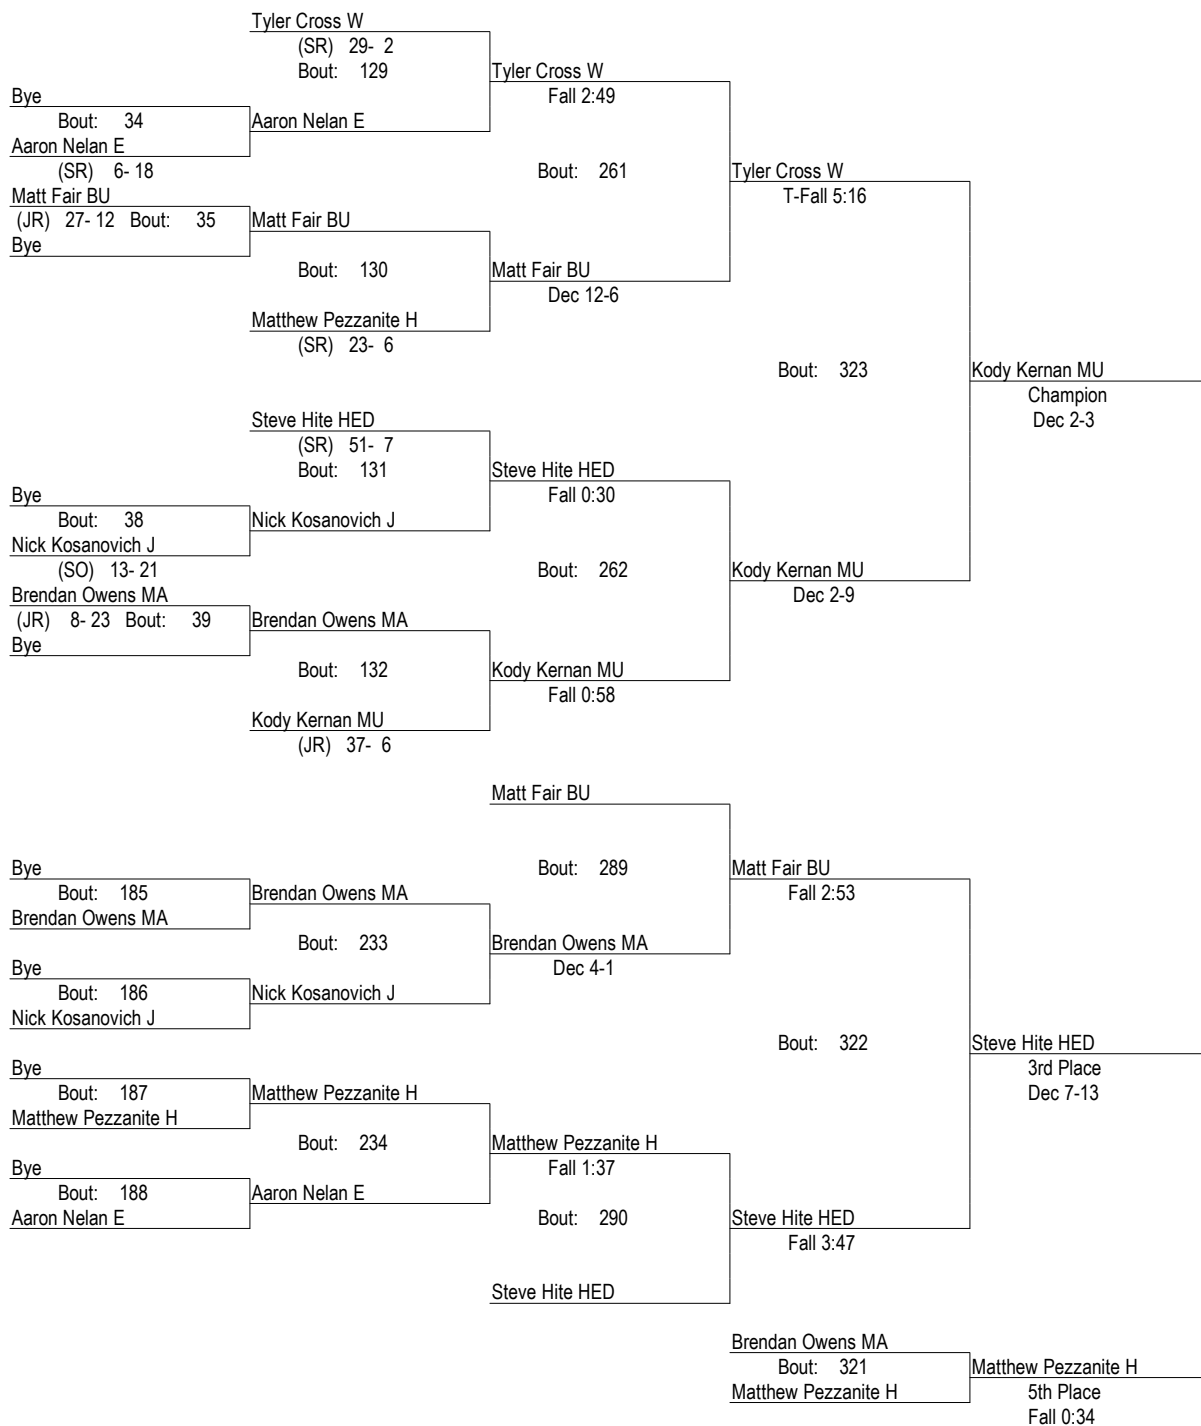 Tyler Cross W
(SR) 29- 2
Bout: 129
Tyler Cross W
Fall 2:49
Bye
Bout: 34
Aaron Nelan E
Aaron Nelan E
(SR) 6- 18
Bout: 261
Tyler Cross W
T-Fall 5:16
Matt Fair BU
(JR) 27- 12 Bout: 35
Matt Fair BU
Bye
Bout: 130
Matt Fair BU
Dec 12-6
Matthew Pezzanite H
(SR) 23- 6
Bout: 323
Kody Kernan MU
Champion
Dec 2-3
Steve Hite HED
(SR) 51- 7
Bout: 131
Steve Hite HED
Fall 0:30
Bye
Bout: 38
Nick Kosanovich J
Nick Kosanovich J
(SO) 13- 21
Bout: 262
Kody Kernan MU
Dec 2-9
Brendan Owens MA
(JR) 8- 23 Bout: 39
Brendan Owens MA
Bye
Bout: 132
Kody Kernan MU
Fall 0:58
Kody Kernan MU
(JR) 37- 6
Matt Fair BU
Bout: 289
Matt Fair BU
Fall 2:53
Bye
Bout: 185
Brendan Owens MA
Brendan Owens MA
Bout: 233
Brendan Owens MA
Dec 4-1
Bye
Bout: 186
Nick Kosanovich J
Nick Kosanovich J
Bout: 322
Steve Hite HED
3rd Place
Dec 7-13
Bye
Bout: 187
Matthew Pezzanite H
Matthew Pezzanite H
Bout: 234
Matthew Pezzanite H
Fall 1:37
Bye
Bout: 188
Aaron Nelan E
Aaron Nelan E
Bout: 290
Steve Hite HED
Fall 3:47
Steve Hite HED
Brendan Owens MA
Bout: 321
Matthew Pezzanite H
Matthew Pezzanite H
5th Place
Fall 0:34